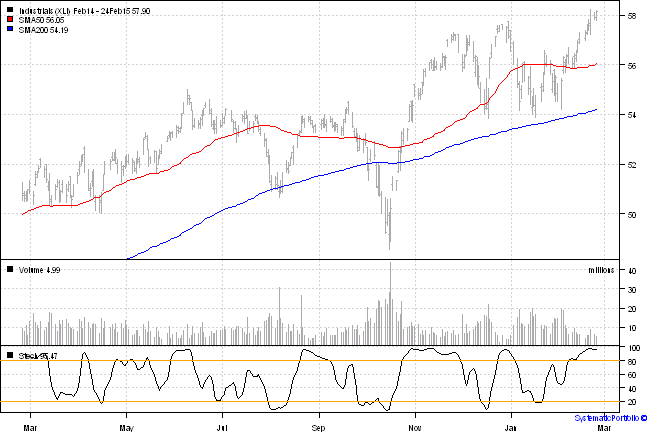 Industrials (XLI) Feb14 - 24Feb15 57.90
SMA50 56.05
SMA200 54.19
58
56
54
52
50
Volume 4.99
millions
40
30
20
10
Stoch 95.47
100
80
60
40
20
Mar May Jul Sep Nov Jan Mar
SystematicPortfolio ©